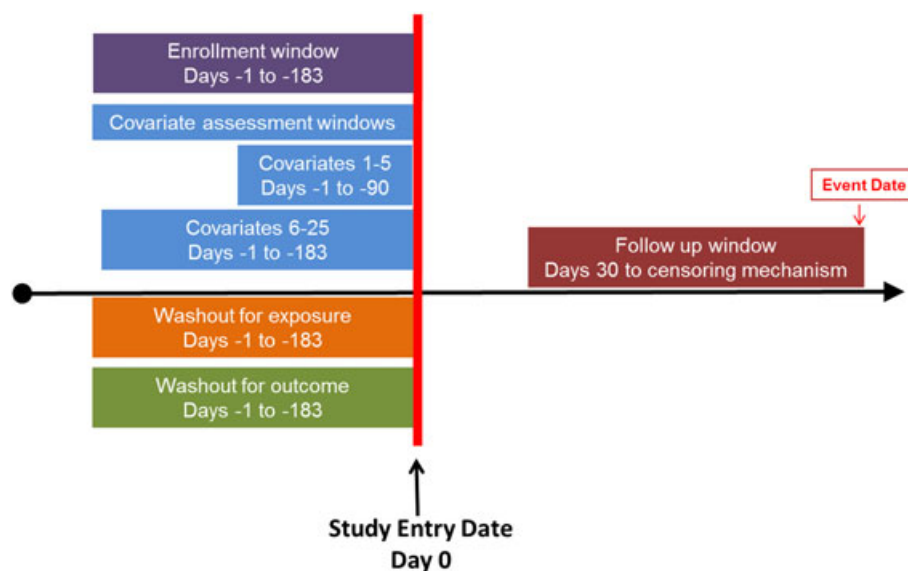 Enrollment window
Days -1 to -183
Covariate assessment windows
Covariates 1-5
Days -1 to -90
Covariates 6-25
Days -1 to -183
Event Date
Follow up window
Days 30 to censoring mechanism
Washout for exposure
Days -1 to -183
Washout for outcome
Days -1 to -183
Study Entry Date
Day 0